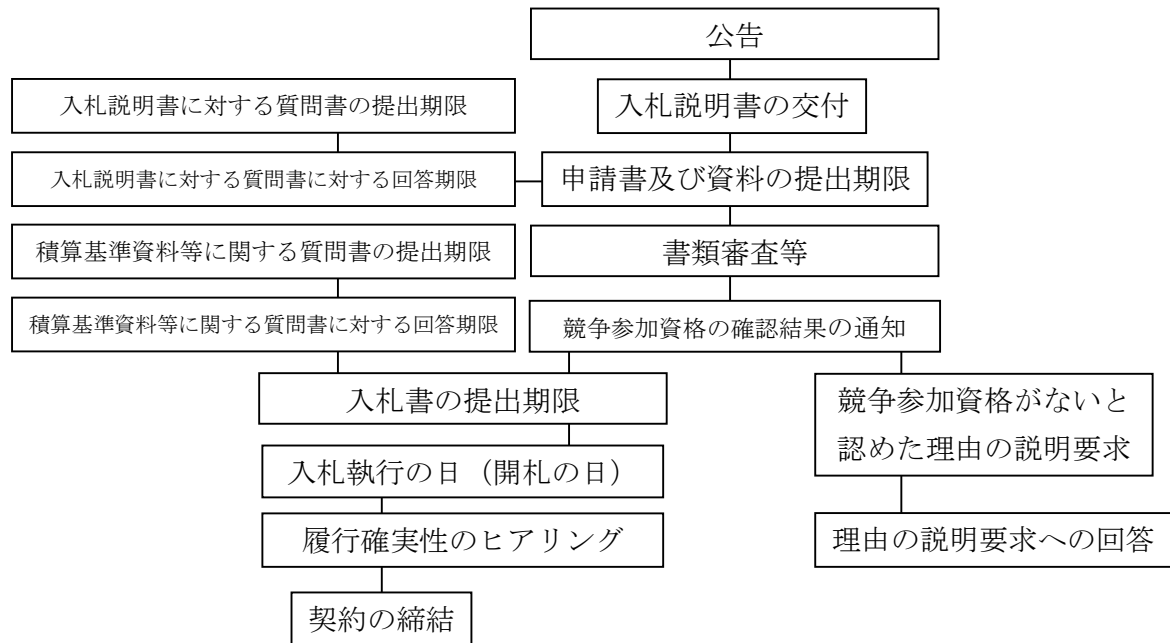 公告
入札説明書に対する質問書の提出期限
入札説明書の交付
入札説明書に対する質問書に対する回答期限
申請書及び資料の提出期限
積算基準資料等に関する質問書の提出期限
書類審査等
積算基準資料等に関する質問書に対する回答期限
競争参加資格の確認結果の通知
入札書の提出期限
競争参加資格がないと
認めた理由の説明要求
入札執行の日（開札の日）
履行確実性のヒアリング
理由の説明要求への回答
契約の締結